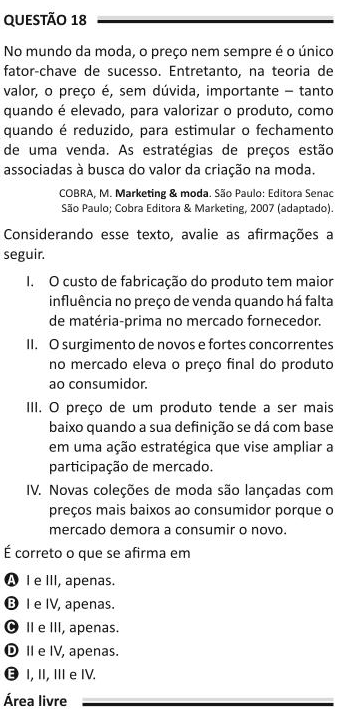 QUESTÃO 18
No mundo da moda, o preço nem sempre é o único
fator-chave de sucesso. Entretanto, na teoria de
valor, o preço é, sem dúvida, importante – tanto
quando é elevado, para valorizar o produto, como
quando é reduzido, para estimular o fechamento
de uma venda. As estratégias de preços estão
associadas à busca do valor da criação na moda.
COBRA, M. Marketing & moda. São Paulo: Editora Senac
São Paulo; Cobra Editora & Marketing, 2007 (adaptado).
Considerando esse texto, avalie as afirmações a
seguir.
I. O custo de fabricação do produto tem maior
influência no preço de venda quando há falta
de matéria-prima no mercado fornecedor.
II. O surgimento de novos e fortes concorrentes
no mercado eleva o preço final do produto
ao consumidor.
III. O preço de um produto tende a ser mais
baixo quando a sua definição se dá com base
em uma ação estratégica que vise ampliar a
participação de mercado.
IV. Novas coleções de moda são lançadas com
preços mais baixos ao consumidor porque o
mercado demora a consumir o novo.
É correto o que se afirma em
A I e III, apenas.
B I e IV, apenas.
C II e III, apenas.
D II e IV, apenas.
E I, II, III e IV.
Área livre